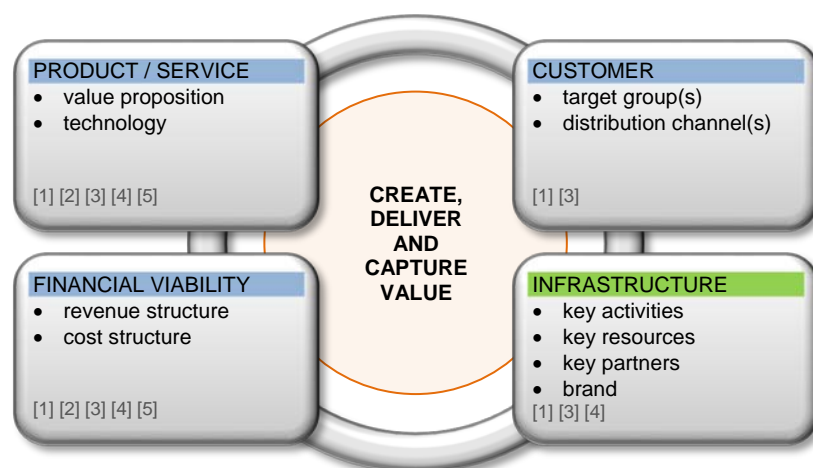 PRODUCT / SERVICE
• value proposition
• technology
[1] [2] [3] [4] [5]
CUSTOMER
• target group(s)
• distribution channel(s)
[1] [3]
CREATE,
DELIVER
AND
CAPTURE
VALUE
FINANCIAL VIABILITY
• revenue structure
• cost structure
[1] [2] [3] [4] [5]
INFRASTRUCTURE
• key activities
• key resources
• key partners
• brand
[1] [3] [4]